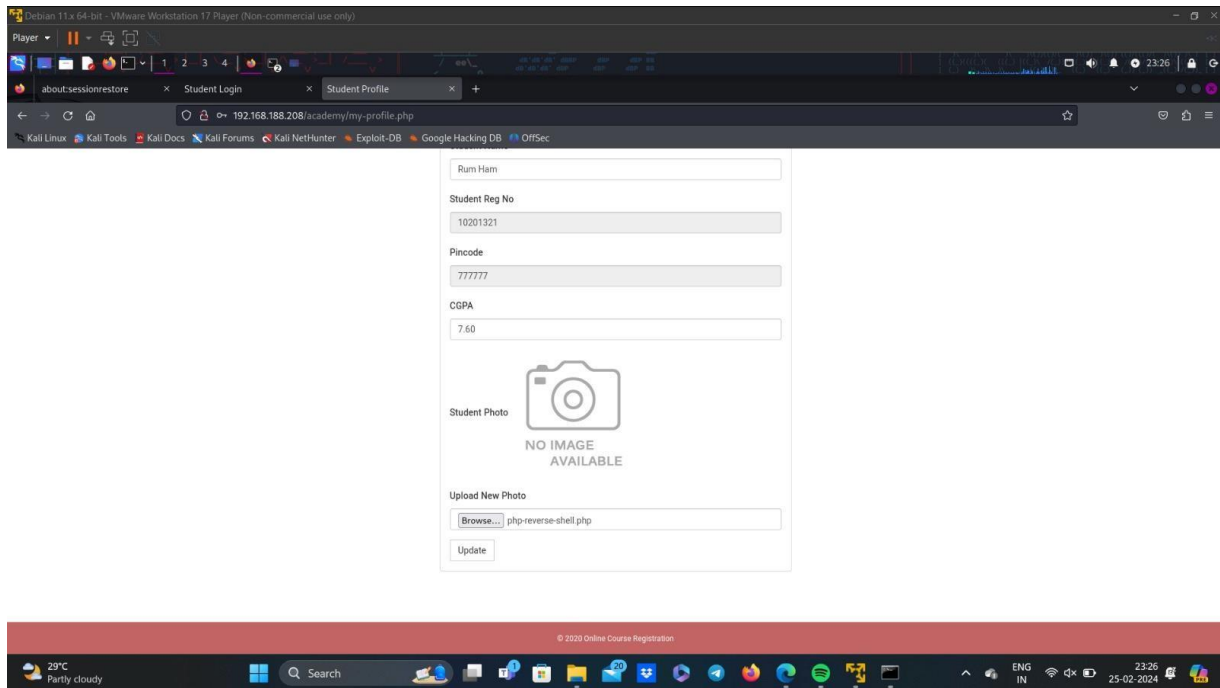 Debian 11.x 64-bit - VMware Workstation 17 Player (Non-commercial use only)
Player
1 2 3 4 2 23:26 G
about:sessionrestore × Student Login × Student Profile × +
192.168.188.208/academy/my-profile.php
Kali Linux Kali Tools Kali Docs Kali Forums Kali NetHunter Exploit-DB Google Hacking DB OffSec
Rum Ham
Student Reg No
10201321
Pincode
777777
CGPA
7.60
Student Photo
NO IMAGE
AVAILABLE
Upload New Photo
Browse... php-reverse-shell.php
Update
© 2020 Online Course Registration
29°C
Partly cloudy
Search
20
ENG
IN
23:26
25-02-2024